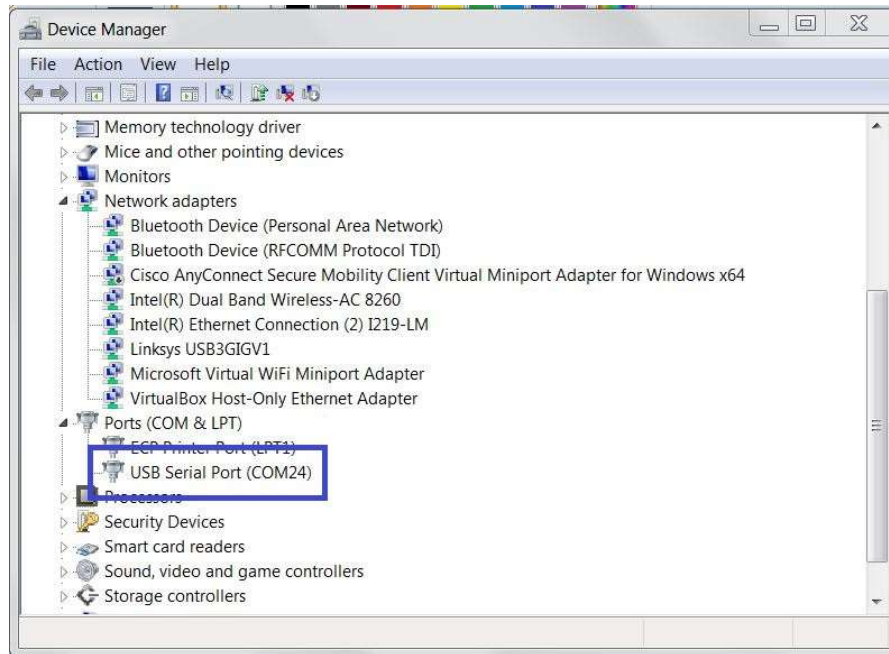 Device Manager
File Action View Help
Memory technology driver
Mice and other pointing devices
Monitors
Network adapters
Bluetooth Device (Personal Area Network)
Bluetooth Device (RFCOMM Protocol TDI)
Cisco AnyConnect Secure Mobility Client Virtual Miniport Adapter for Windows x64
Intel(R) Dual Band Wireless-AC 8260
Intel(R) Ethernet Connection (2) I219-LM
Linksys USB3GIGV1
Microsoft Virtual WiFi Miniport Adapter
VirtualBox Host-Only Ethernet Adapter
Ports (COM & LPT)
ECP Printer Port (LPT1)
USB Serial Port (COM24)
Processors
Security Devices
Smart card readers
Sound, video and game controllers
Storage controllers